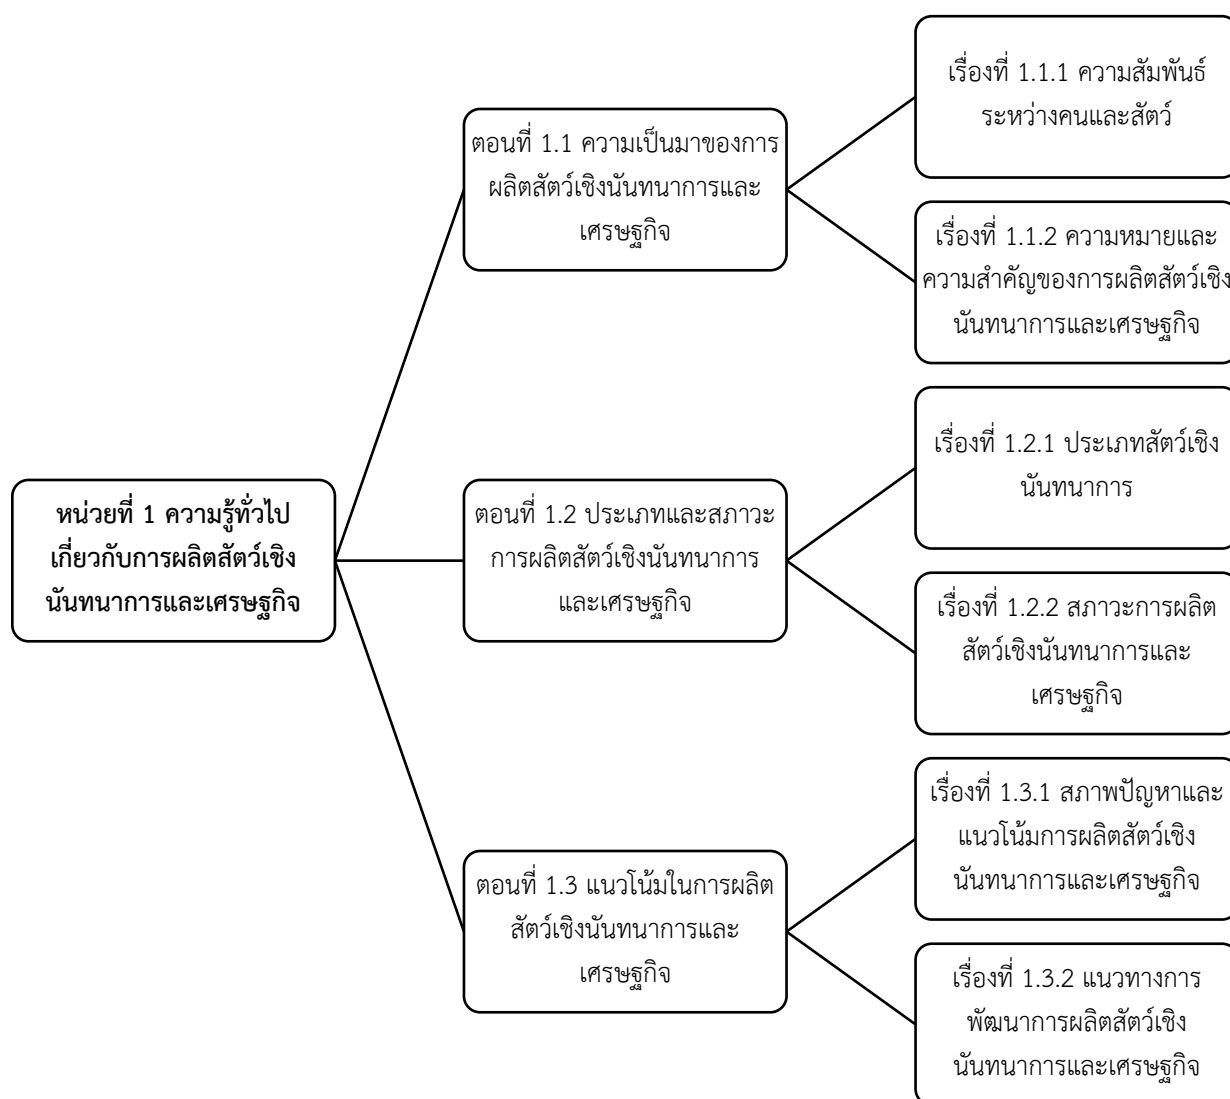 หน่วยที่ 1 ความรู้ทั่วไป
เกี่ยวกับการผลิตสัตว์เชิง
นันทนาการและเศรษฐกิจ
ตอนที่ 1.1 ความเป็นมาของการ
ผลิตสัตว์เชิงนันทนาการและ
เศรษฐกิจ
เรื่องที่ 1.1.1 ความสัมพันธ์
ระหว่างคนและสัตว์
เรื่องที่ 1.1.2 ความหมายและ
ความสำคัญของการผลิตสัตว์เชิง
นันทนาการและเศรษฐกิจ
ตอนที่ 1.2 ประเภทและสภาวะ
การผลิตสัตว์เชิงนันทนาการ
และเศรษฐกิจ
เรื่องที่ 1.2.1 ประเภทสัตว์เชิง
นันทนาการ
เรื่องที่ 1.2.2 สภาวะการผลิต
สัตว์เชิงนันทนาการและ
เศรษฐกิจ
ตอนที่ 1.3 แนวโน้มในการผลิต
สัตว์เชิงนันทนาการและ
เศรษฐกิจ
เรื่องที่ 1.3.1 สภาพปัญหาและ
แนวโน้มการผลิตสัตว์เชิง
นันทนาการและเศรษฐกิจ
เรื่องที่ 1.3.2 แนวทางการ
พัฒนาการผลิตสัตว์เชิง
นันทนาการและเศรษฐกิจ